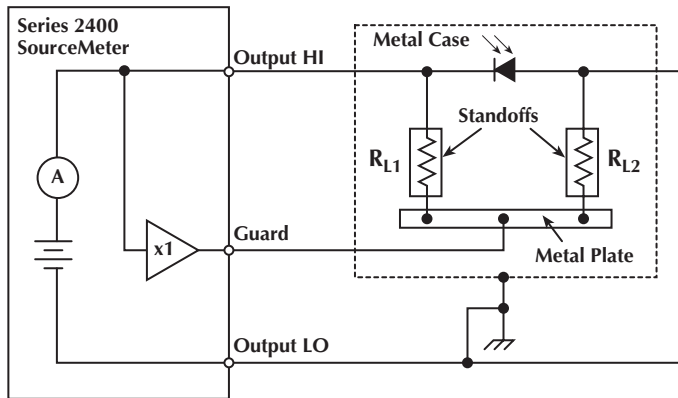 Series 2400
SourceMeter
Output HI
Metal Case
Standoffs
A
RL1
RL2
x1
Guard
Metal Plate
Output LO